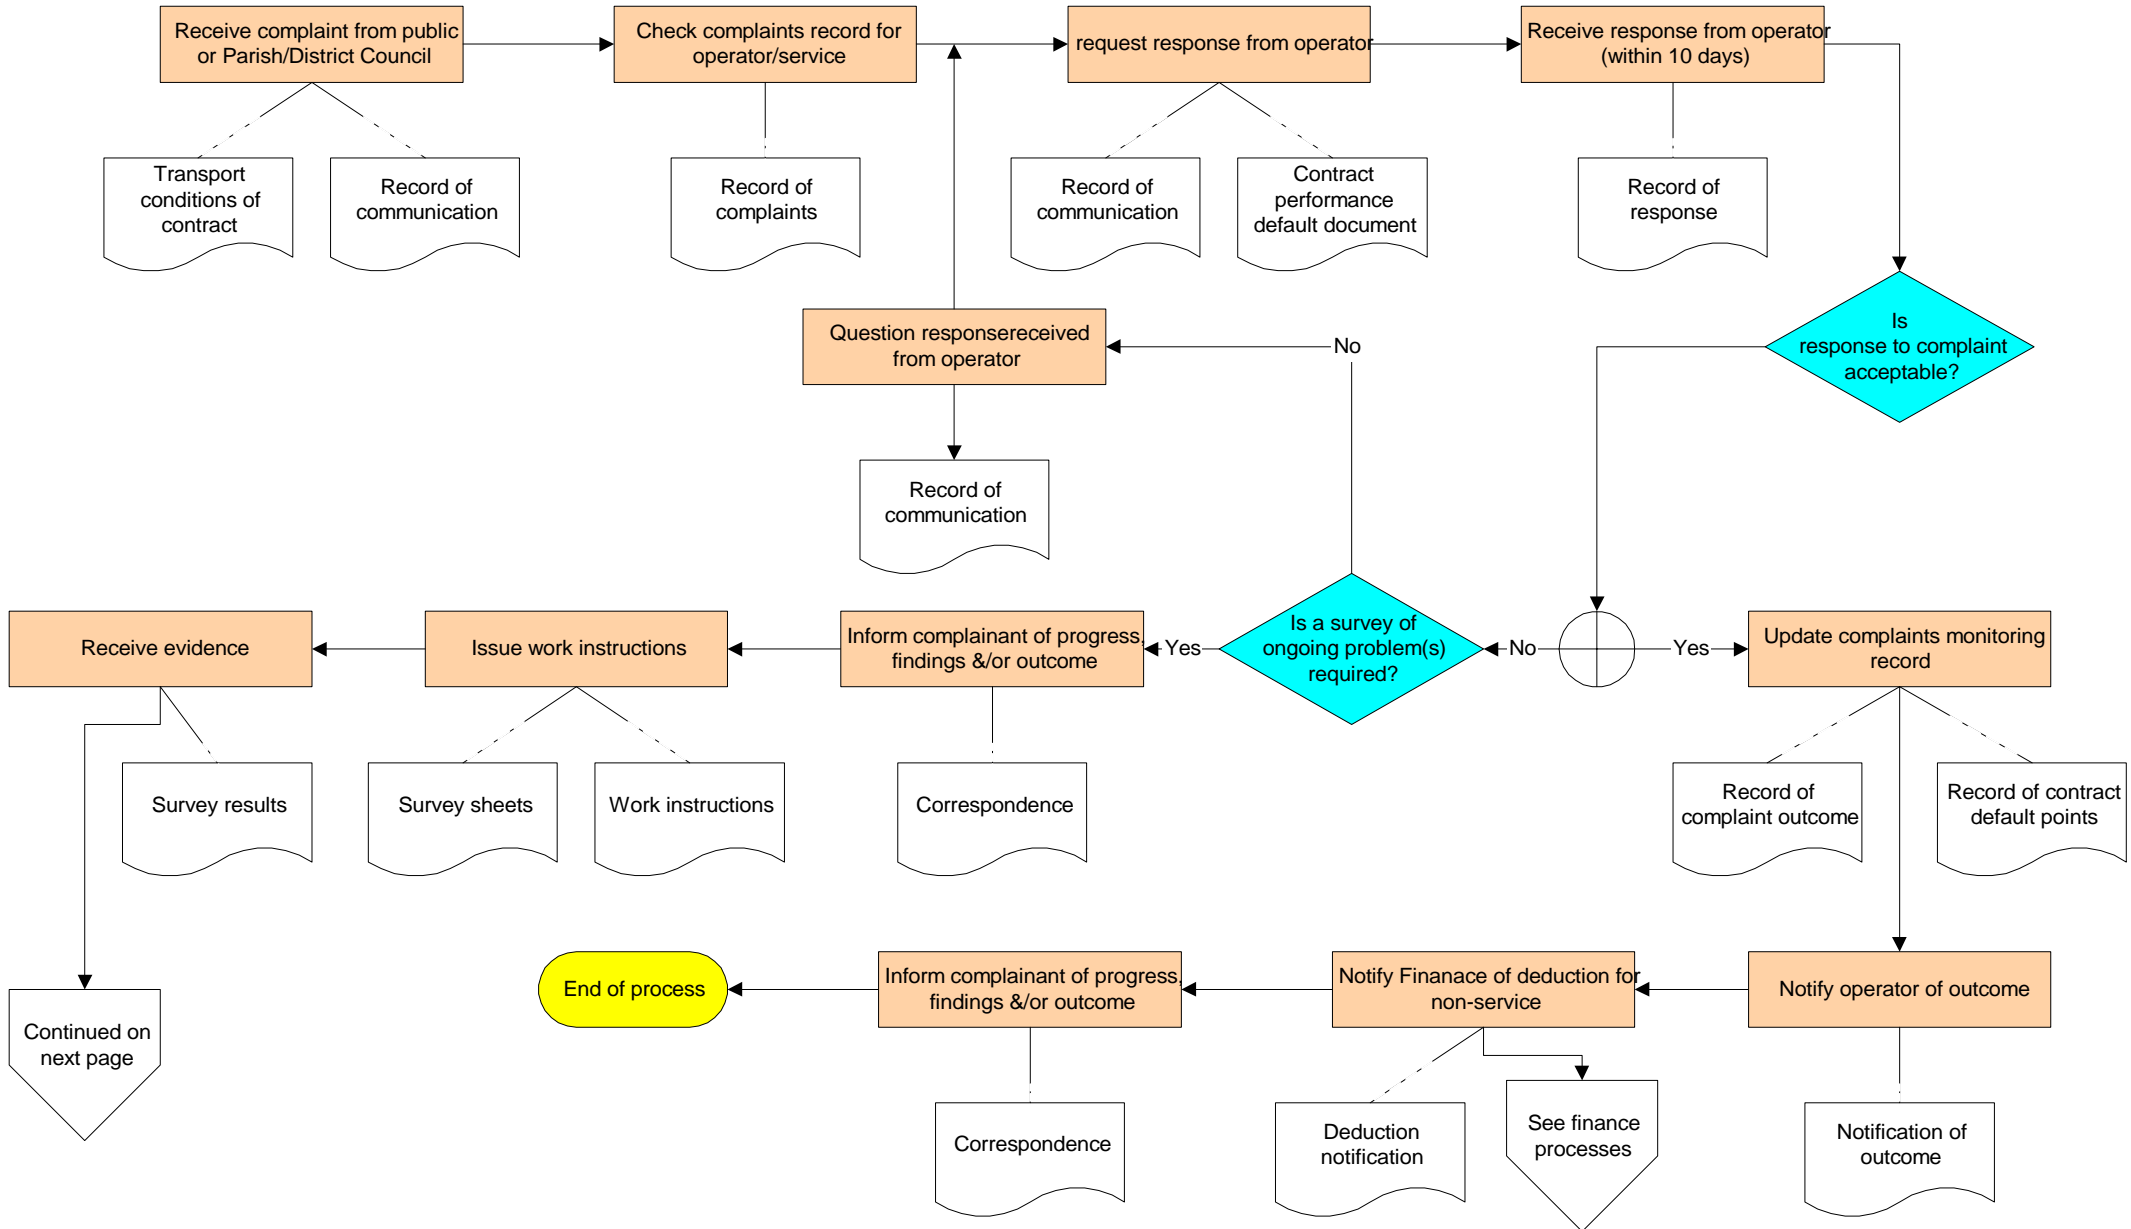 Receive complaint from public
or Parish/District Council
Check complaints record for
operator/service
request response from operator
Receive response from operator
(within 10 days)
Transport
conditions of
contract
Record of
communication
Record of
complaints
Record of
communication
Contract
performance
default document
Record of
response
Question responsereceived
from operator
No
Is
response to complaint
acceptable?
Record of
communication
Receive evidence
Issue work instructions
Inform complainant of progress,
findings &/or outcome
Yes
Is a survey of
ongoing problem(s)
required?
No
Yes
Update complaints monitoring
record
Survey results
Survey sheets
Work instructions
Correspondence
Record of
complaint outcome
Record of contract
default points
End of process
Inform complainant of progress,
findings &/or outcome
Notify Finanace of deduction for
non-service
Notify operator of outcome
Continued on
next page
Correspondence
Deduction
notification
See finance
processes
Notification of
outcome